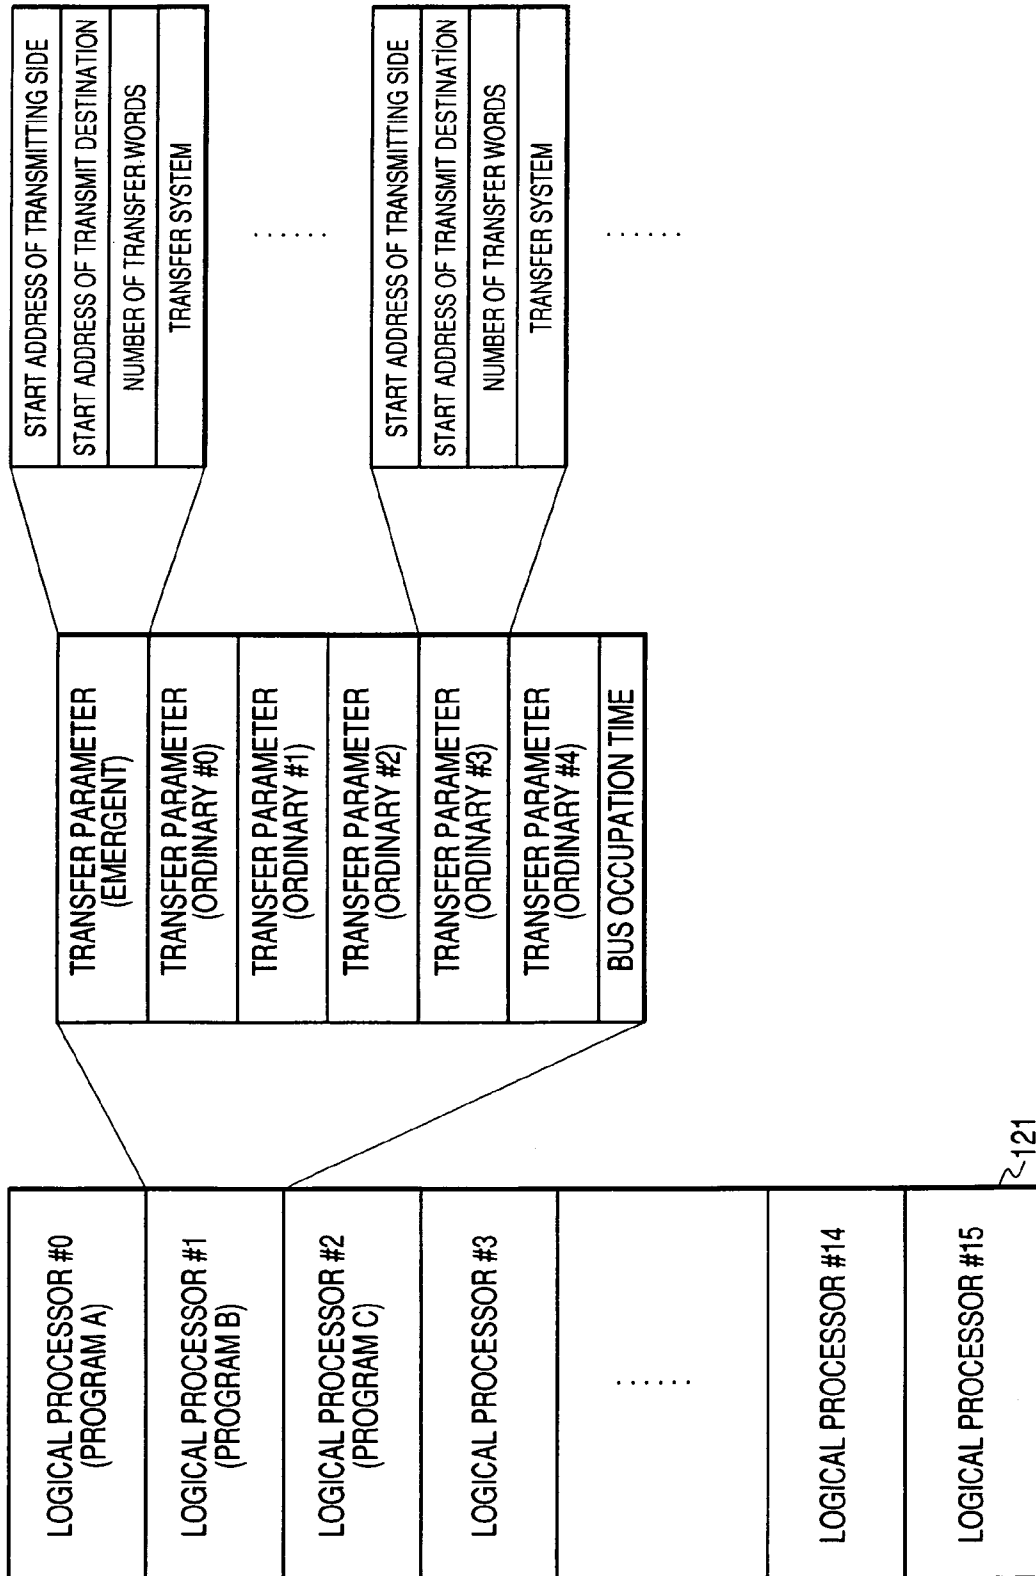 LOGICAL PROCESSOR #0
(PROGRAM A)
LOGICAL PROCESSOR #1
(PROGRAM B)
LOGICAL PROCESSOR #2
(PROGRAM C)
LOGICAL PROCESSOR #3
......
LOGICAL PROCESSOR #14
LOGICAL PROCESSOR #15
121
TRANSFER PARAMETER
(EMERGENT)
TRANSFER PARAMETER
(ORDINARY #0)
TRANSFER PARAMETER
(ORDINARY #1)
TRANSFER PARAMETER
(ORDINARY #2)
TRANSFER PARAMETER
(ORDINARY #3)
TRANSFER PARAMETER
(ORDINARY #4)
BUS OCCUPATION TIME
START ADDRESS OF TRANSMITTING SIDE
START ADDRESS OF TRANSMIT DESTINATION
NUMBER OF TRANSFER WORDS
TRANSFER SYSTEM
......
START ADDRESS OF TRANSMITTING SIDE
START ADDRESS OF TRANSMIT DESTINATION
NUMBER OF TRANSFER WORDS
TRANSFER SYSTEM
......